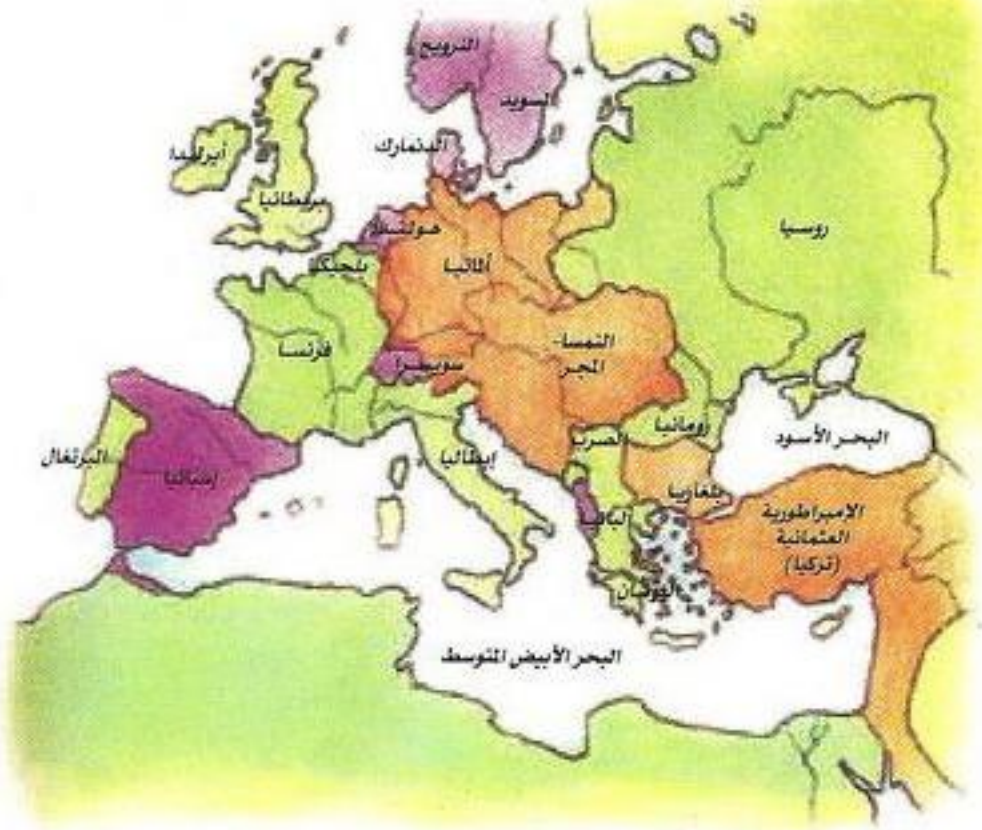 النرويج
السويد
الدنمارك
أيرلندا
بريطانيا
هولندا
بلجيكا
ألمانيا
روسيا
فرنسا
سويسرا
النمسا-
المجر
رومانيا
الصرب
البحر الأسود
إيطاليا
البرتغال
إسبانيا
بلغاريا
ألبانيا
الإمبراطورية
العثمانية
(تركيا)
اليونان
البحر الأبيض المتوسط